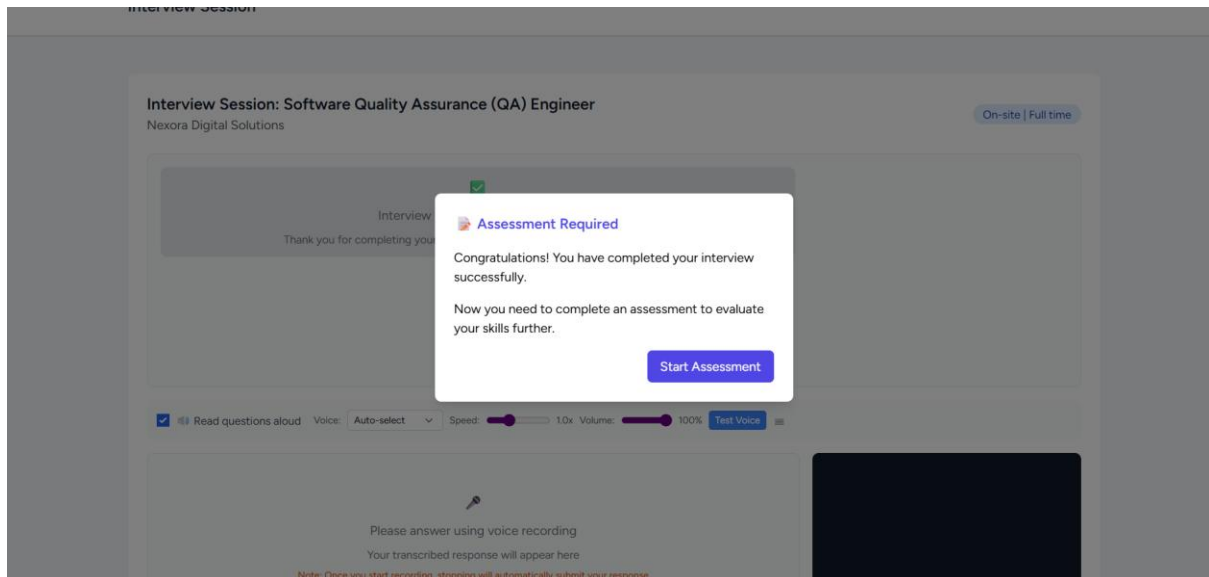 Interview Session
Interview Session: Software Quality Assurance (QA) Engineer
Nexora Digital Solutions
On-site | Full time
Interview
Thank you for completing your
Assessment Required
Congratulations! You have completed your interview
successfully.
Now you need to complete an assessment to evaluate
your skills further.
Start Assessment
Read questions aloud Voice: Auto-select Speed: 1.0x Volume: 100% Test Voice
Please answer using voice recording
Your transcribed response will appear here
Note: Once you start recording, stopping will automatically submit your response.